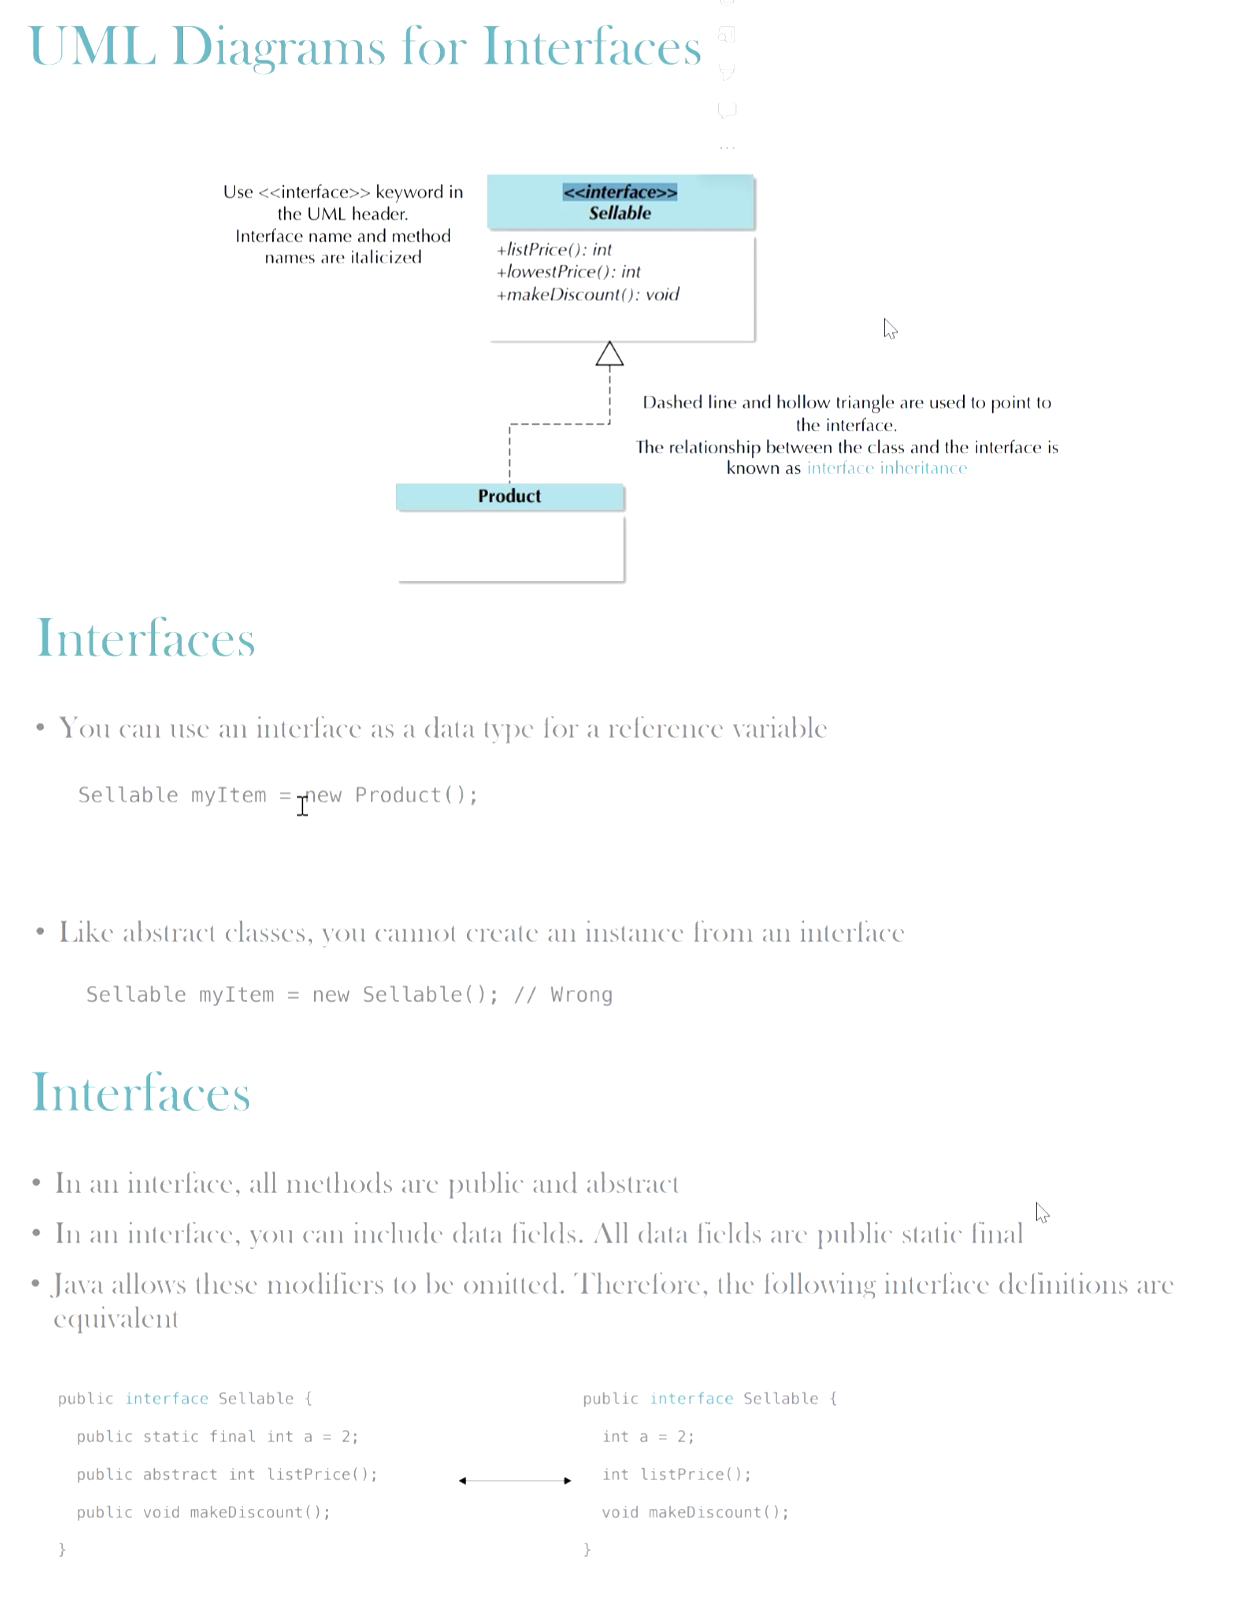 UML Diagrams for Interfaces
Use <<interface>> keyword in
the UML header.
Interface name and method
names are italicized
<<interface>>
Sellable
+listPrice(): int
+lowestPrice(): int
+makeDiscount(): void
Dashed line and hollow triangle are used to point to
the interface.
The relationship between the class and the interface is
known as interface inheritance
Product
Interfaces
• You can use an interface as a data type for a reference variable
Sellable myItem = new Product();
• Like abstract classes, you cannot create an instance from an interface
Sellable myItem = new Sellable(); // Wrong
Interfaces
• In an interface, all methods are public and abstract
• In an interface, you can include data fields. All data fields are public static final
• Java allows these modifiers to be omitted. Therefore, the following interface definitions are
equivalent
public interface Sellable {
public static final int a = 2;
public abstract int listPrice();
public void makeDiscount();
}
public interface Sellable {
int a = 2;
int listPrice();
void makeDiscount();
}